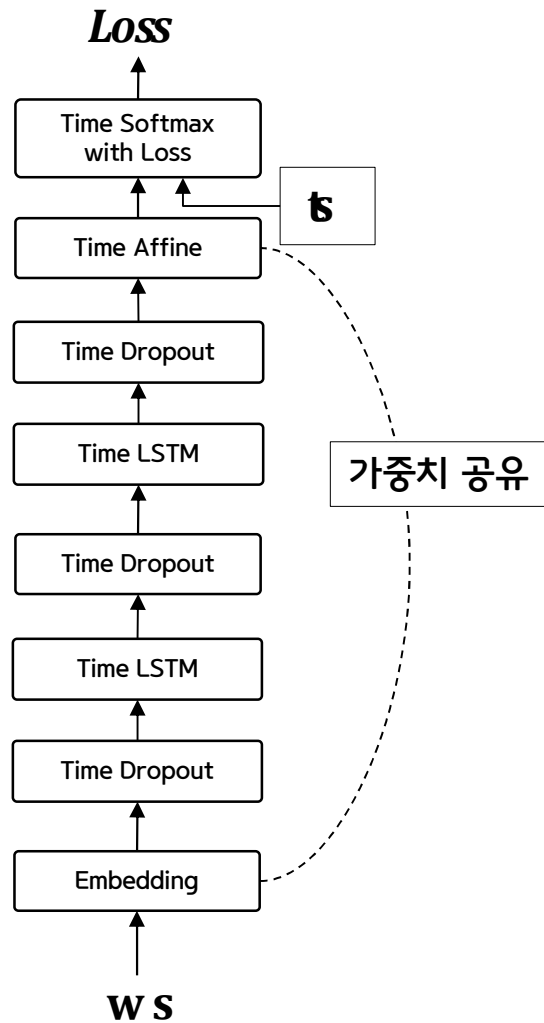 Loss
Time Softmax
with Loss
ts
Time Affine
Time Dropout
Time LSTM
가중치 공유
Time Dropout
Time LSTM
Time Dropout
Embedding
w s